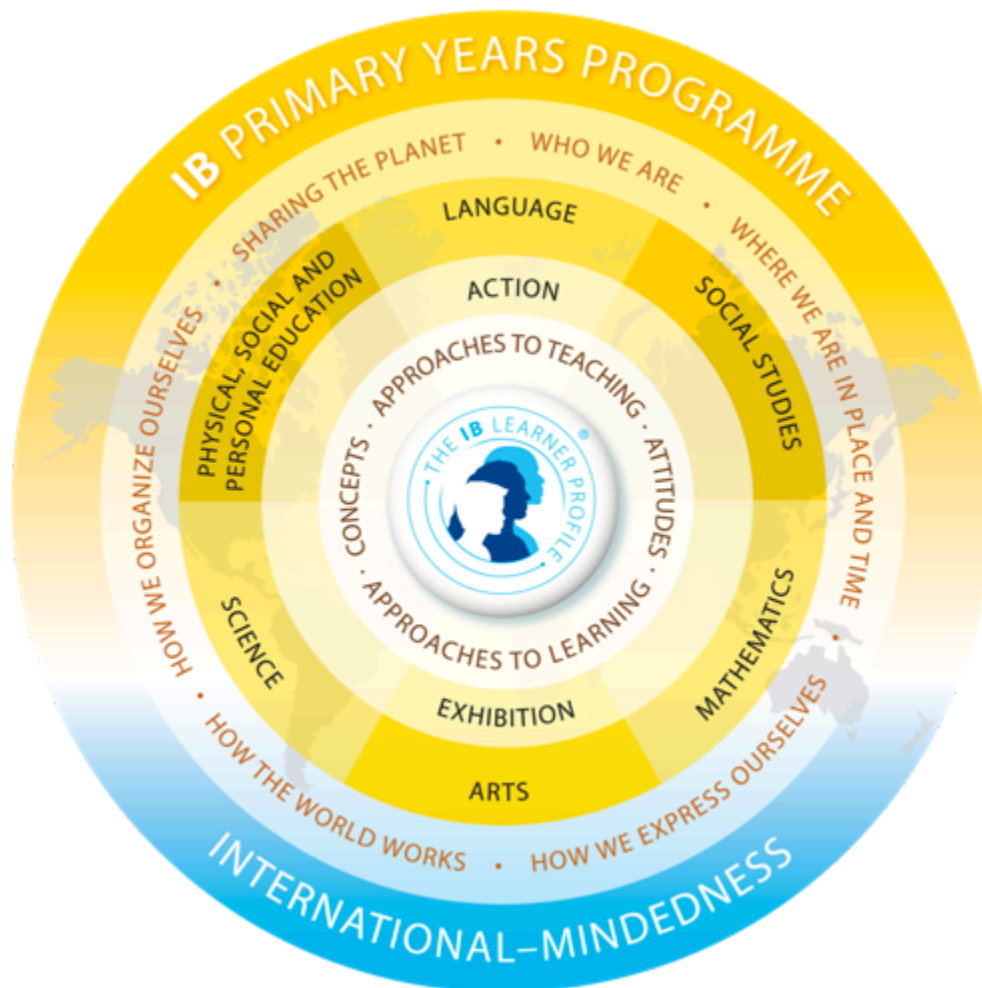 IB PRIMARY YEARS PROGRAMME
SHARING THE PLANET
•
WHO WE ARE
•
WHERE WE ARE IN PLACE AND TIME
•
HOW WE EXPRESS OURSELVES
•
HOW THE WORLD WORKS
•
HOW WE ORGANIZE OURSELVES
•
LANGUAGE
SOCIAL STUDIES
MATHEMATICS
ARTS
SCIENCE
PHYSICAL, SOCIAL AND
PERSONAL EDUCATION
ACTION
EXHIBITION
APPROACHES TO TEACHING ·
ATTITUDES ·
APPROACHES TO LEARNING ·
CONCEPTS ·
• THE IB LEARNER PROFILE • ®
INTERNATIONAL–MINDEDNESS